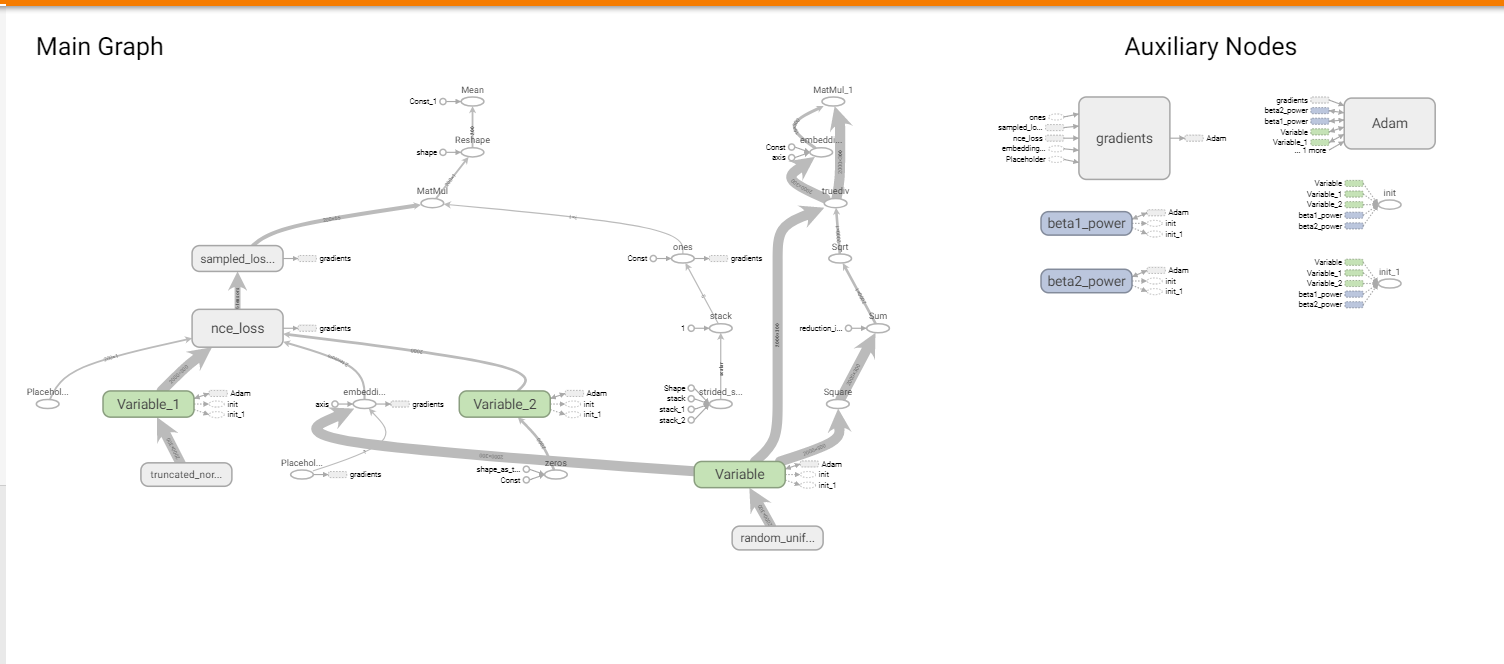 Main Graph
Auxiliary Nodes
Mean
Const_1
Reshape
shape
MatMul
sampled_los...
gradients
nce_loss
gradients
Placehol...
Variable_1
Adam
init
init_1
truncated_nor...
embeddi...
axis
gradients
Placehol...
gradients
Variable_2
Adam
init
init_1
zeros
shape_as_t...
Const
ones
Const
gradients
stack
1
strided_s...
Shape
stack
stack_1
stack_2
MatMul_1
embeddi...
Const
axis
truediv
Sqrt
Sum
reduction_i...
Square
Variable
Adam
init
init_1
random_unif...
ones
sampled_lo...
nce_loss
embedding...
Placeholder
gradients
Adam
gradients
beta2_power
beta1_power
Variable
Variable_1
... 1 more
Adam
beta1_power
Adam
init
init_1
beta2_power
Adam
init
init_1
Variable
Variable_1
Variable_2
beta1_power
beta2_power
init
Variable
Variable_1
Variable_2
beta1_power
beta2_power
init_1